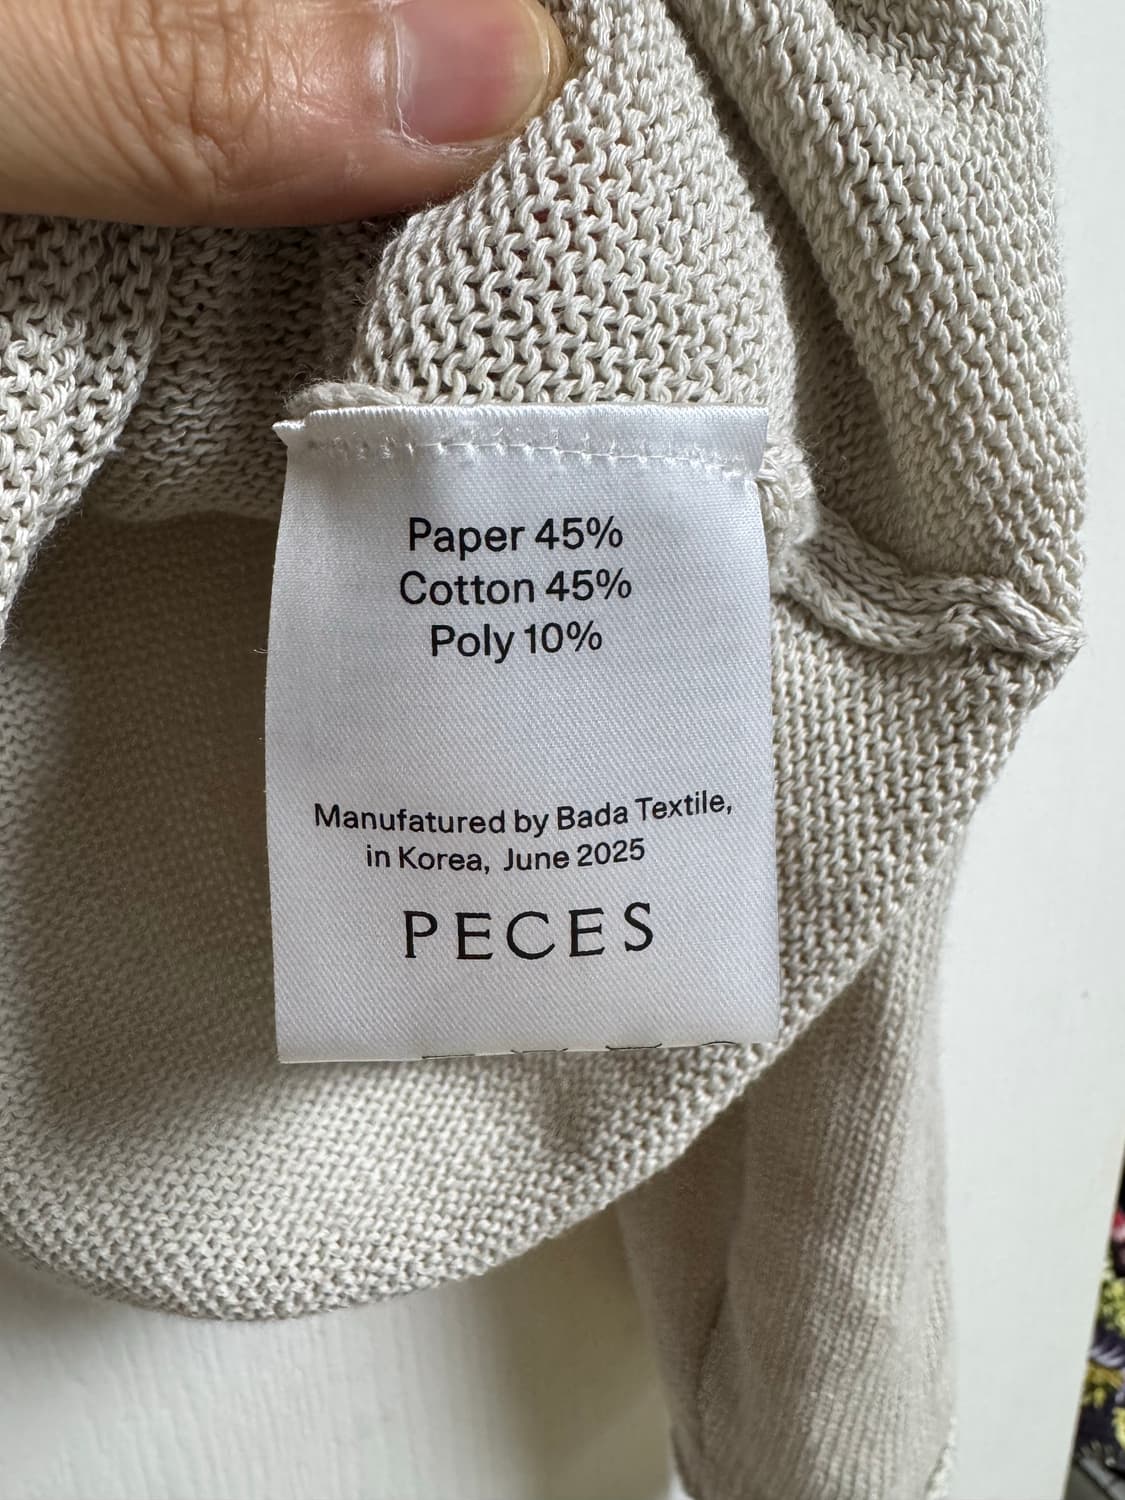 Paper 45%
Cotton 45%
Poly 10%
Manufatured by Bada Textile,
in Korea, June 2025
PECES